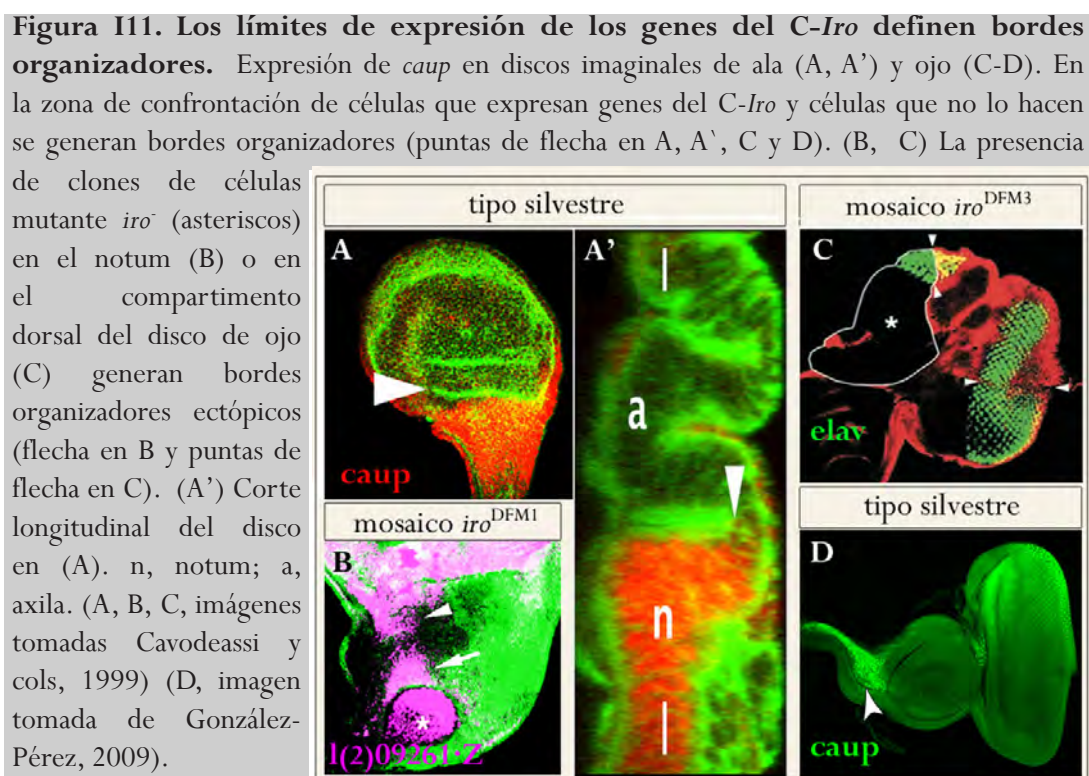 Figura I11. Los límites de expresión de los genes del C-Iro definen bordes
organizadores. Expresión de caup en discos imaginales de ala (A, A') y ojo (C-D). En
la zona de confrontación de células que expresan genes del C-Iro y células que no lo hacen
se generan bordes organizadores (puntas de flecha en A, A`, C y D). (B, C) La presencia
de clones de células
mutante iro- (asteriscos)
en el notum (B) o en
el compartimento
dorsal del disco de ojo
(C) generan bordes
organizadores ectópicos
(flecha en B y puntas de
flecha en C). (A') Corte
longitudinal del disco
en (A). n, notum; a,
axila. (A, B, C, imágenes
tomadas Cavodeassi y
cols, 1999) (D, imagen
tomada de González-
Pérez, 2009).
tipo silvestre
A
caup
A'
a
n
mosaico iroDFM1
B
*
l(2)09261-Z
mosaico iroDFM3
C
*
elav
tipo silvestre
D
caup